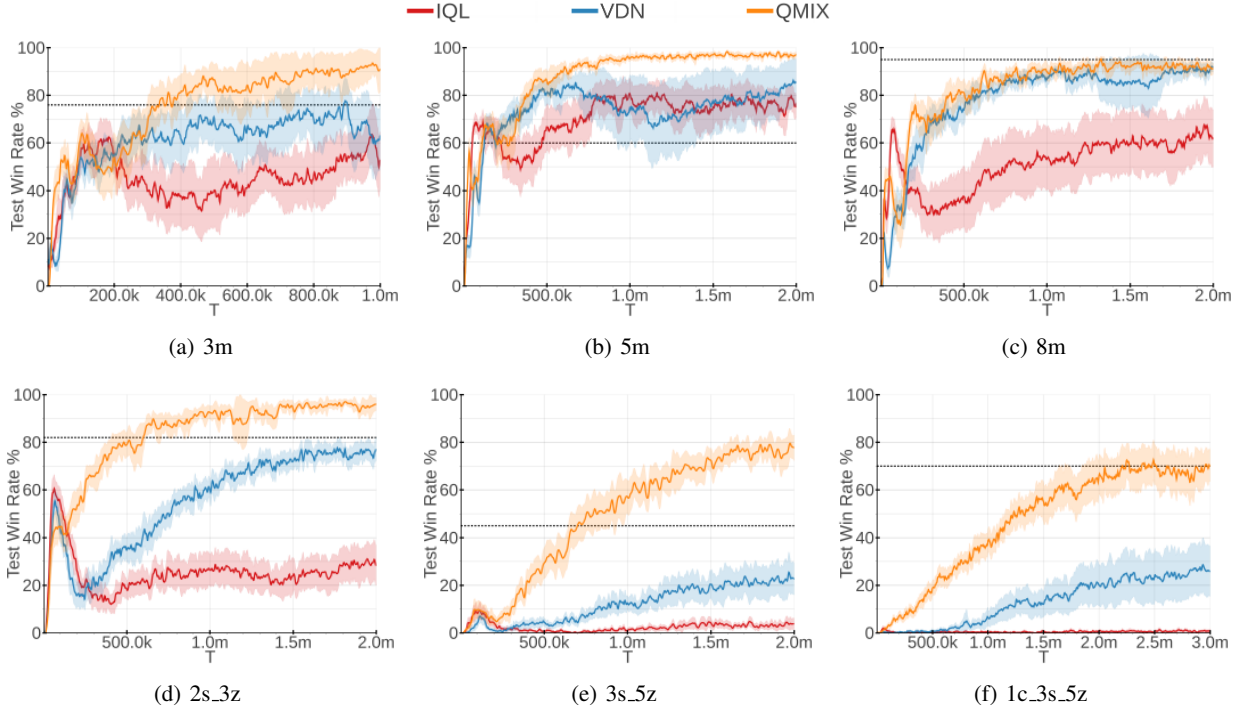 IQL VDN QMIX
100
80
60
40
20
0
Test Win Rate %
200.0k 400.0k 600.0k 800.0k 1.0m
T
(a) 3m
100
80
60
40
20
0
Test Win Rate %
500.0k 1.0m 1.5m 2.0m
T
(b) 5m
100
80
60
40
20
0
Test Win Rate %
500.0k 1.0m 1.5m 2.0m
T
(c) 8m
100
80
60
40
20
0
Test Win Rate %
500.0k 1.0m 1.5m 2.0m
T
(d) 2s_3z
100
80
60
40
20
0
Test Win Rate %
500.0k 1.0m 1.5m 2.0m
T
(e) 3s_5z
100
80
60
40
20
0
Test Win Rate %
500.0k 1.0m 1.5m 2.0m 2.5m 3.0m
T
(f) 1c_3s_5z